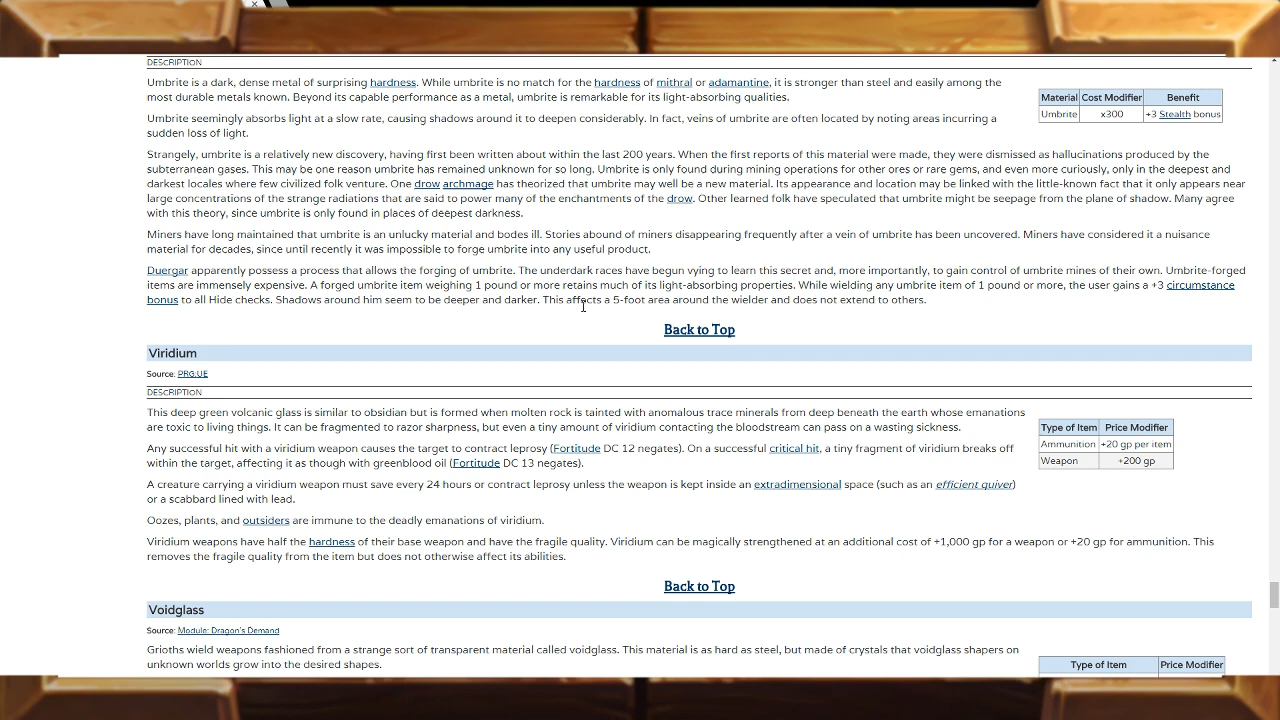 DESCRIPTION
Umbrite is a dark, dense metal of surprising hardness. While umbrite is no match for the hardness of mithral or adamantine, it is stronger than steel and easily among the
most durable metals known. Beyond its capable performance as a metal, umbrite is remarkable for its light-absorbing qualities.
Material Cost Modifier Benefit
Umbrite x300 +3 Stealth bonus
Umbrite seemingly absorbs light at a slow rate, causing shadows around it to deepen considerably. In fact, veins of umbrite are often located by noting areas incurring a
sudden loss of light.
Strangely, umbrite is a relatively new discovery, having first been written about within the last 200 years. When the first reports of this material were made, they were dismissed as hallucinations produced by the
subterranean gases. This may be one reason umbrite has remained unknown for so long. Umbrite is only found during mining operations for other ores or rare gems, and even more curiously, only in the deepest and
darkest locales where few civilized folk venture. One drow archmage has theorized that umbrite may well be a new material. Its appearance and location may be linked with the little-known fact that it only appears near
large concentrations of the strange radiations that are said to power many of the enchantments of the drow. Other learned folk have speculated that umbrite might be seepage from the plane of shadow. Many agree
with this theory, since umbrite is only found in places of deepest darkness.
Miners have long maintained that umbrite is an unlucky material and bodes ill. Stories abound of miners disappearing frequently after a vein of umbrite has been uncovered. Miners have considered it a nuisance
material for decades, since until recently it was impossible to forge umbrite into any useful product.
Duergar apparently possess a process that allows the forging of umbrite. The underdark races have begun vying to learn this secret and, more importantly, to gain control of umbrite mines of their own. Umbrite-forged
items are immensely expensive. A forged umbrite item weighing 1 pound or more retains much of its light-absorbing properties. While wielding any umbrite item of 1 pound or more, the user gains a +3 circumstance
bonus to all Hide checks. Shadows around him seem to be deeper and darker. This affects a 5-foot area around the wielder and does not extend to others.
Back to Top
Viridium
Source: PRG:UE
DESCRIPTION
This deep green volcanic glass is similar to obsidian but is formed when molten rock is tainted with anomalous trace minerals from deep beneath the earth whose emanations
are toxic to living things. It can be fragmented to razor sharpness, but even a tiny amount of viridium contacting the bloodstream can pass on a wasting sickness.
Type of Item Price Modifier
Ammunition +20 gp per item
Weapon +200 gp
Any successful hit with a viridium weapon causes the target to contract leprosy (Fortitude DC 12 negates). On a successful critical hit, a tiny fragment of viridium breaks off
within the target, affecting it as though with greenblood oil (Fortitude DC 13 negates).
A creature carrying a viridium weapon must save every 24 hours or contract leprosy unless the weapon is kept inside an extradimensional space (such as an efficient quiver)
or a scabbard lined with lead.
Oozes, plants, and outsiders are immune to the deadly emanations of viridium.
Viridium weapons have half the hardness of their base weapon and have the fragile quality. Viridium can be magically strengthened at an additional cost of +1,000 gp for a weapon or +20 gp for ammunition. This
removes the fragile quality from the item but does not otherwise affect its abilities.
Back to Top
Voidglass
Source: Module: Dragon's Demand
Grioths wield weapons fashioned from a strange sort of transparent material called voidglass. This material is as hard as steel, but made of crystals that voidglass shapers on
unknown worlds grow into the desired shapes.
Type of Item Price Modifier